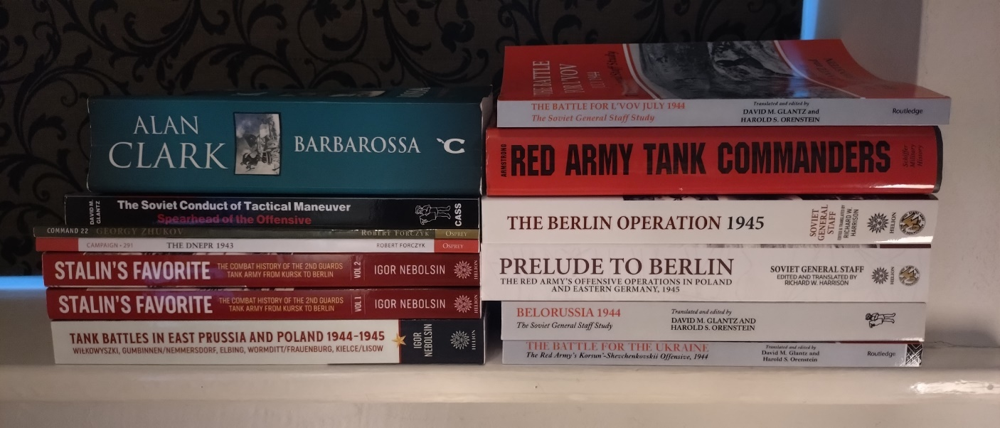 ALAN
CLARK
BARBAROSSA
C
DAVID M.
GLANTZ
The Soviet Conduct of Tactical Maneuver
Spearhead of the Offensive
CASS
COMMAND 22
GEORGY ZHUKOV
ROBERT FORCZYK
OSPREY
CAMPAIGN • 291
THE DNEPR 1943
ROBERT FORCZYK
OSPREY
STALIN'S FAVORITE
THE COMBAT HISTORY OF THE 2ND GUARDS
TANK ARMY FROM KURSK TO BERLIN
VOL 2
IGOR NEBOLSIN
HELION
STALIN'S FAVORITE
THE COMBAT HISTORY OF THE 2ND GUARDS
TANK ARMY FROM KURSK TO BERLIN
VOL 1
IGOR NEBOLSIN
HELION
TANK BATTLES IN EAST PRUSSIA AND POLAND 1944-1945
WIŁKOWYSZKI, GUMBINNEN/NEMMERSDORF, ELBING, WORMDITT/FRAUENBURG, KIELCE/LISOW
IGOR
NEBOLSIN
HELION
THE BATTLE
FOR L'VOV
JULY 1944
THE BATTLE FOR L'VOV JULY 1944
The Soviet General Staff Study
Translated and edited by
DAVID M. GLANTZ and
HAROLD S. ORENSTEIN
Routledge
ARMSTRONG
RED ARMY TANK COMMANDERS
Schiffer
Military
History
THE BERLIN OPERATION 1945
SOVIET
GENERAL
STAFF
EDITED & TRANSLATED BY
RICHARD W.
HARRISON
HELION
PRELUDE TO BERLIN
THE RED ARMY'S OFFENSIVE OPERATIONS IN POLAND
AND EASTERN GERMANY, 1945
SOVIET GENERAL STAFF
EDITED AND TRANSLATED BY
RICHARD W. HARRISON
HELION
BELORUSSIA 1944
The Soviet General Staff Study
Translated and edited by
DAVID M. GLANTZ AND
HAROLD S. ORENSTEIN
THE BATTLE FOR THE UKRAINE
The Red Army's Korsun'-Shevchenkovskii Offensive, 1944
Translated and edited by
David M. Glantz and
Harold S. Orenstein
Routledge